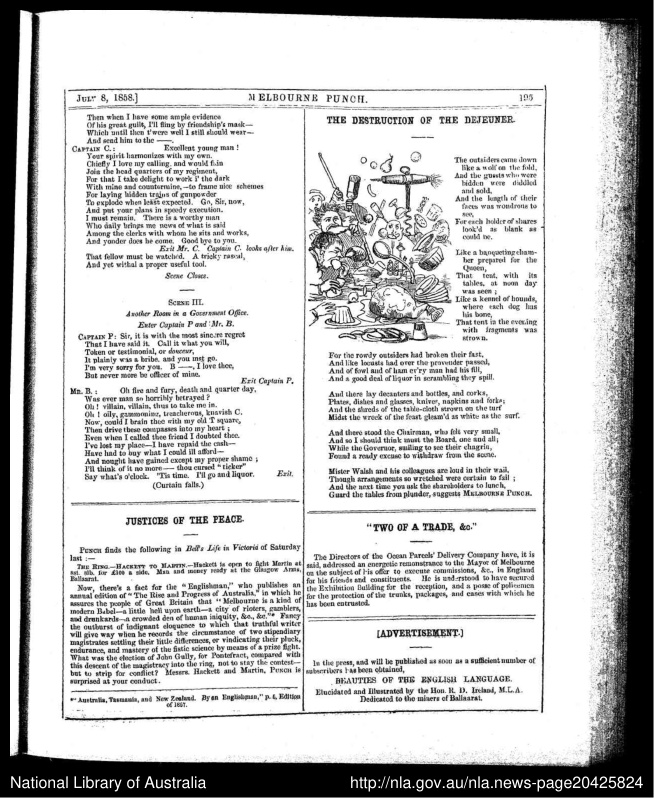 JULY 8, 1858.] MELBOURNE PUNCH. 195
Then when I have some ample evidence
Of his great guilt, I'll fling by friendship's mask—
Which until then t'were well I still should wear—
And send him to the ——.
CAPTAIN C.: Excellent young man !
Your spirit harmonizes with my own.
Chiefly I love my calling, and would fain
Join the head quarters of my regiment,
For that I take delight to work i' the dark
With mine and countermine,—to frame nice schemes
For laying hidden trains of gunpowder
To explode when least expected. Go, Sir, now,
And put your plans in speedy execution.
I must remain. There is a worthy man
Who daily brings me news of what is said
Among the clerks with whom he sits and works,
And yonder does he come. Good bye to you.
Exit Mr. C. Captain C. looks after him.
That fellow must be watched. A tricky rascal,
And yet withal a proper useful tool.
Scene Closes.
SCENE III.
Another Room in a Government Office.
Enter Captain P and Mr. B.
CAPTAIN P: Sir, it is with the most sincere regret
That I have said it. Call it what you will,
Token or testimonial, or douceur,
It plainly was a bribe, and you must go.
I'm very sorry for you. B ——, I love thee,
But never more be officer of mine.
Exit Captain P.
MR. B. : Oh fire and fury, death and quarter day,
Was ever man so horribly betrayed ?
Oh ! villain, villain, thus to take me in.
Oh ! oily, gammoning, treacherous, knavish C.
Now, could I brain thee with my old T square,
Then drive these compasses into my heart ;
Even when I called thee friend I doubted thee.
I've lost my place—I have repaid the cash—
Have had to buy what I could ill afford—
And nought have gained except my proper shame ;
I'll think of it no more—— thou cursed "ticker"
Say what's o'clock. 'Tis time. I'll go and liquor. Exit.
(Curtain falls.)
JUSTICES OF THE PEACE.
PUNCH finds the following in Bell's Life in Victoria of Saturday
last :—
THE RING.—HACKETT TO MARTIN.—Hackett is open to fight Martin at
8st. 4lb. for £100 a side. Man and money ready at the Glasgow Arms,
Ballaarat.
Now, there's a fact for the "Englishman," who publishes an
annual edition of "The Rise and Progress of Australia," in which he
assures the people of Great Britain that "Melbourne is a kind of
modern Babel—a little hell upon earth—a city of rioters, gamblers,
and drunkards—a crowded den of human iniquity, &c., &c."* Fancy
the outburst of indignant eloquence to which that truthful writer
will give way when he records the circumstance of two stipendiary
magistrates settling their little differences, or vindicating their pluck,
endurance, and mastery of the fistic science by means of a prize fight.
What was the election of John Gully, for Pontefract, compared with
this descent of the magistracy into the ring, not to stay the contest—
but to strip for conflict? Messrs. Hackett and Martin, PUNCH is
surprised at your conduct.
*"Australia, Tasmania, and New Zealand. By an Englishman," p. 4, Edition
of 1857.
THE DESTRUCTION OF THE DEJEUNER.
The outsiders came down
like a wolf on the fold,
And the guests who were
bidden were diddled
and sold,
And the length of their
faces was wondrous to
see,
For each holder of shares
look'd as blank as
could be.
Like a banqueting chamber
prepared for the
Queen,
That tent, with its
tables, at noon day
was seen ;
Like a kennel of hounds,
where each dog has
his bone,
That tent in the evening
with fragments was
strown.
For the rowdy outsiders had broken their fast,
And like locusts had over the provender passed,
And of fowl and of ham ev'ry man had his fill,
And a good deal of liquor in scrambling they spill.
And there lay decanters and bottles, and corks,
Plates, dishes and glasses, knives, napkins and forks;
And the shreds of the table-cloth strewn on the turf
Midst the wreck of the feast gleam'd as white as the surf.
And there stood the Chairman, who felt very small,
And so I should think must the Board, one and all;
While the Governor, smiling to see their chagrin,
Found a ready excuse to withdraw from the scene.
Mister Walsh and his colleagues are loud in their wail,
Though arrangements so wretched were certain to fail ;
And the next time you ask the shareholders to lunch,
Guard the tables from plunder, suggests MELBOURNE PUNCH.
"TWO OF A TRADE, &c."
The Directors of the Ocean Parcels' Delivery Company have, it is
said, addressed an energetic remonstrance to the Mayor of Melbourne
on the subject of his offer to execute commissions, &c., in England
for his friends and constituents. He is understood to have secured
the Exhibition Building for the reception, and a posse of policemen
for the protection of the trunks, packages, and cases with which he
has been entrusted.
[ADVERTISEMENT.]
In the press, and will be published as soon as a sufficient number of
subscribers has been obtained,
BEAUTIES OF THE ENGLISH LANGUAGE.
Elucidated and Illustrated by the Hon. R. D. Ireland, M.L.A.
Dedicated to the miners of Ballaarat.
National Library of Australia http://nla.gov.au/nla.news-page20425824